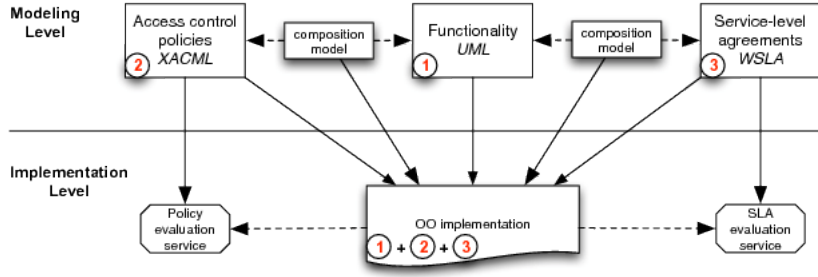 Modeling
Level
Access control
policies
XACML
2
composition
model
Functionality
UML
1
composition
model
Service-level
agreements
WSLA
3
Implementation
Level
Policy
evaluation
service
OO implementation
1 + 2 + 3
SLA
evaluation
service